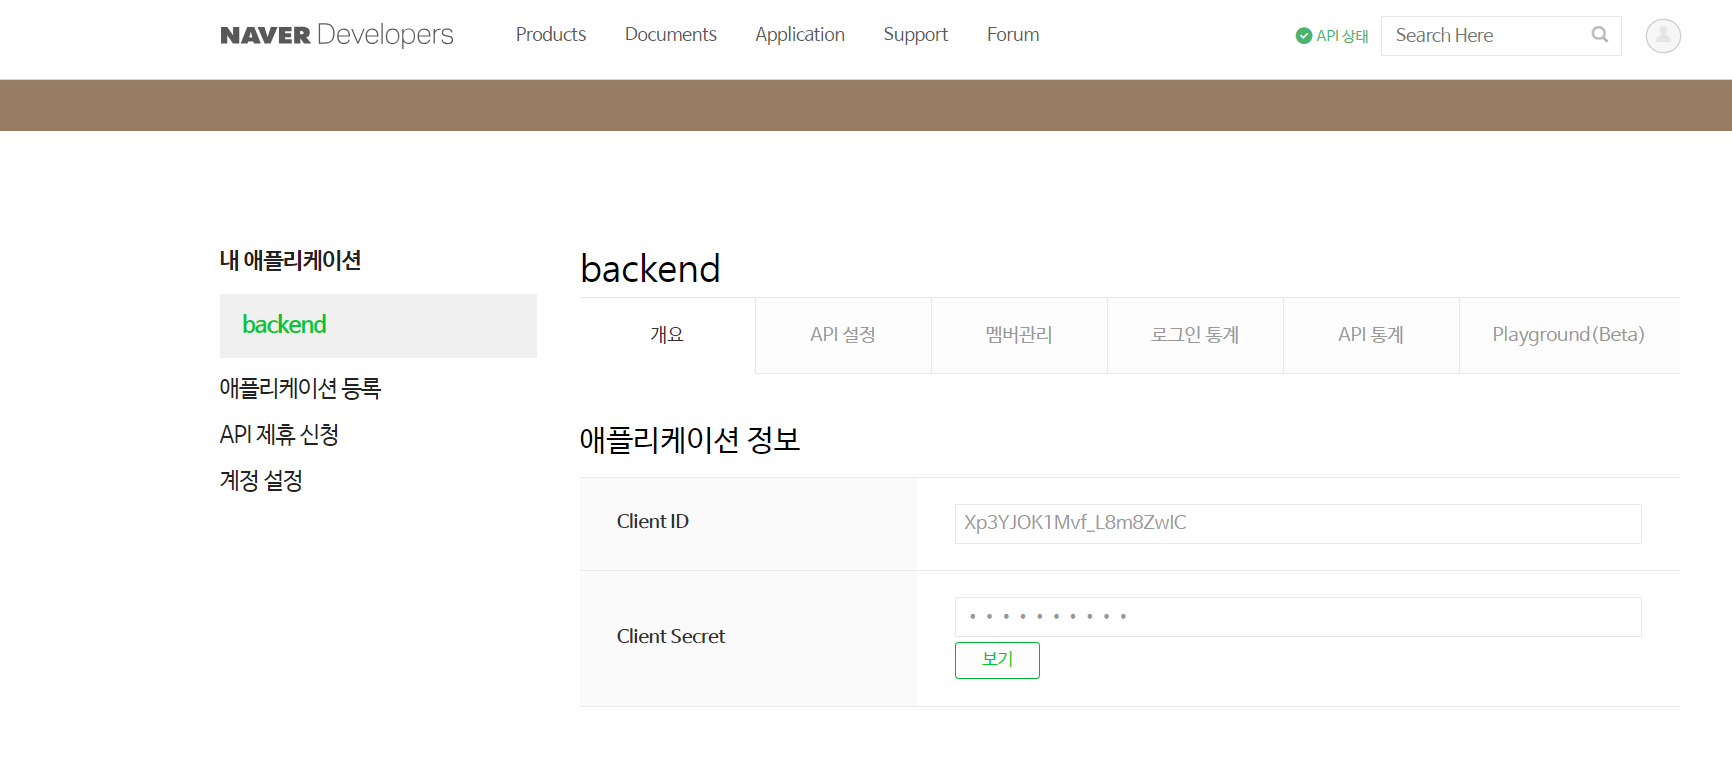 NAVER Developers
Products
Documents
Application
Support
Forum
API 상태
Search Here
내 애플리케이션
backend
애플리케이션 등록
API 제휴 신청
계정 설정
backend
개요
API 설정
멤버관리
로그인 통계
API 통계
Playground(Beta)
애플리케이션 정보
Client ID
Xp3YJOK1Mvf_L8m8ZwIC
Client Secret
••••••••••
보기